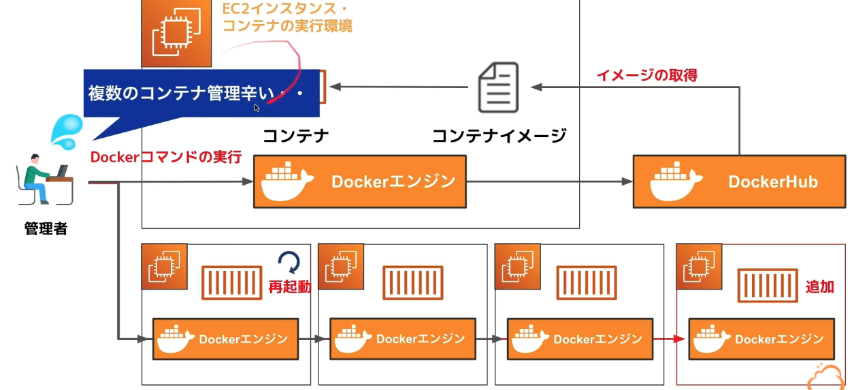 EC2インスタンス・
コンテナの実行環境
複数のコンテナ管理辛い・・
イメージの取得
コンテナ
コンテナイメージ
Dockerコマンドの実行
Dockerエンジン
DockerHub
管理者
再起動
追加
Dockerエンジン
Dockerエンジン
Dockerエンジン
Dockerエンジン